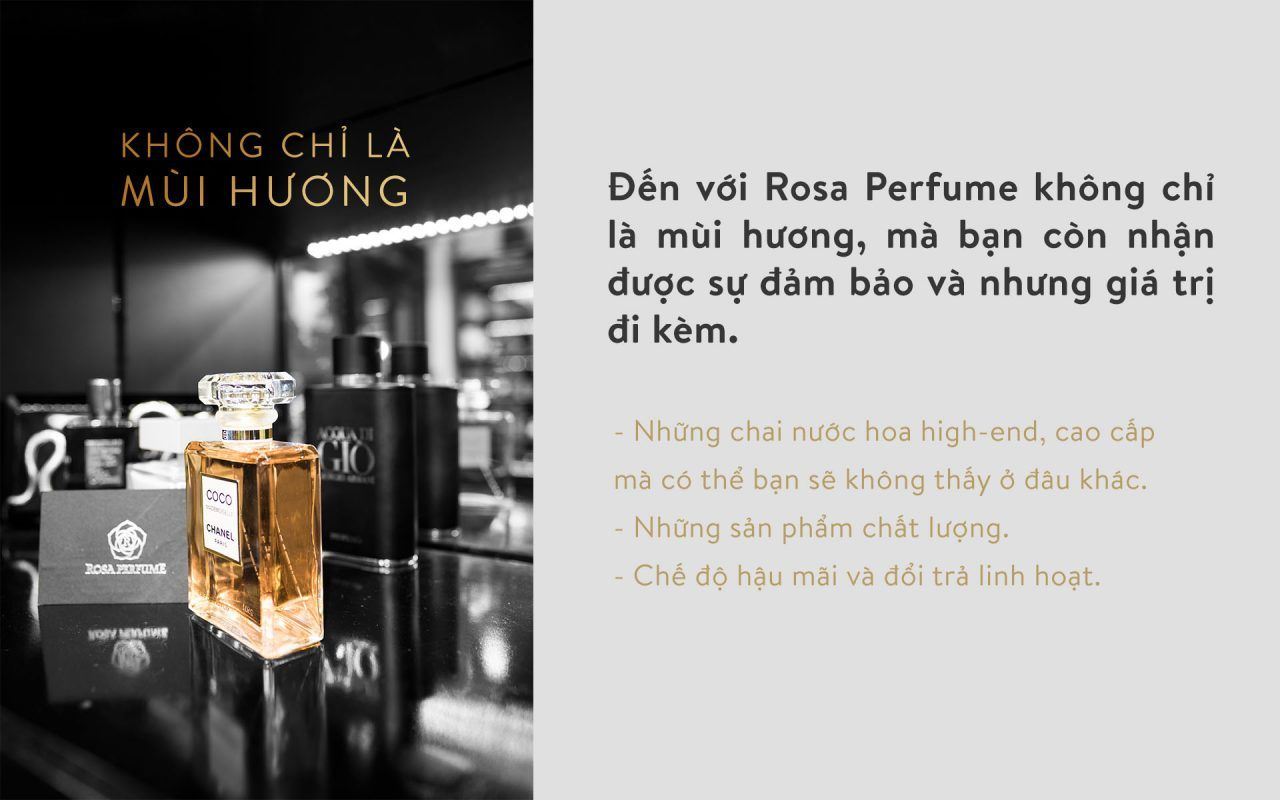 KHÔNG CHỈ LÀ
MÙI HƯƠNG
Đến với Rosa Perfume không chỉ
là mùi hương, mà bạn còn nhận
được sự đảm bảo và nhưng giá trị
đi kèm.
- Những chai nước hoa high-end, cao cấp
mà có thể bạn sẽ không thấy ở đâu khác.
- Những sản phẩm chất lượng.
- Chế độ hậu mãi và đổi trả linh hoạt.
ACQUA DI
GIO
GIORGIO ARMANI
COCO
MADEMOISELLE
CHANEL
PARIS
ROSA PERFUME